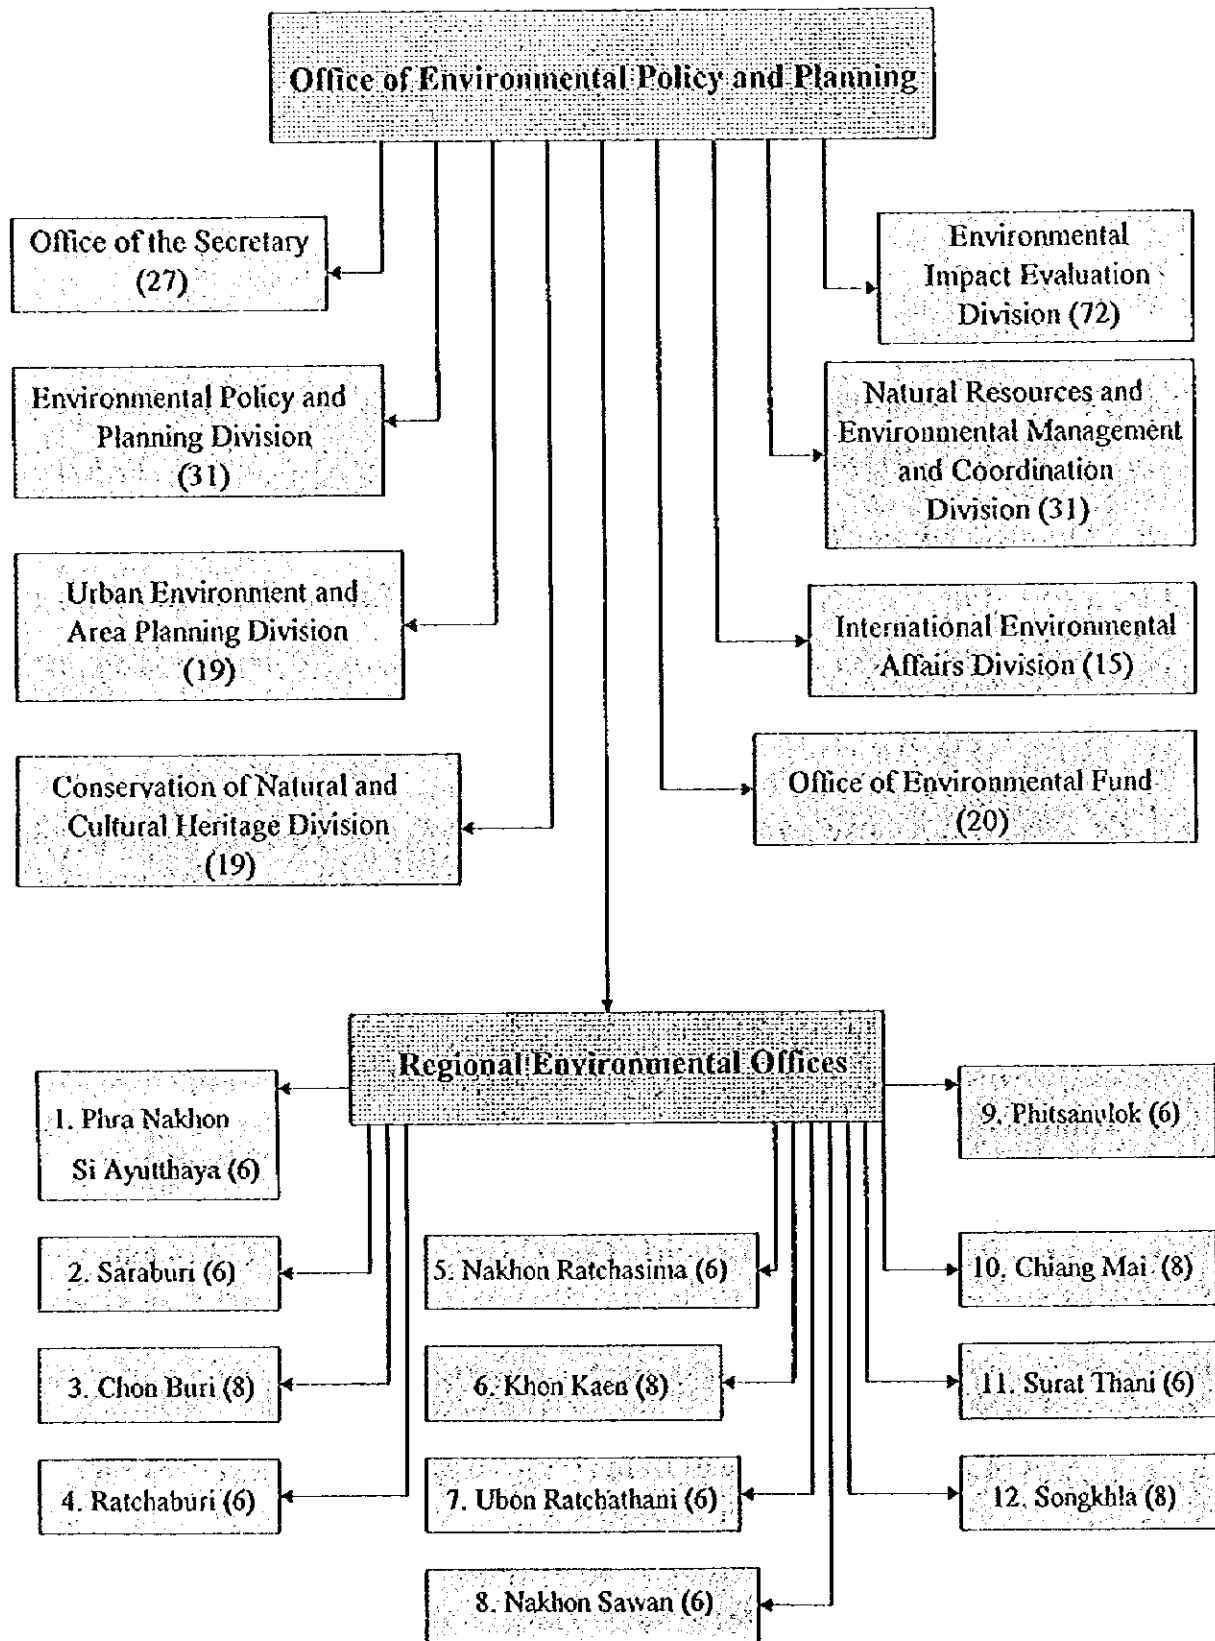 Office of Environmental Policy and Planning
Office of the Secretary
(27)
Environmental Policy and
Planning Division
(31)
Urban Environment and
Area Planning Division
(19)
Conservation of Natural and
Cultural Heritage Division
(19)
Environmental
Impact Evaluation
Division (72)
Natural Resources and
Environmental Management
and Coordination
Division (31)
International Environmental
Affairs Division (15)
Office of Environmental Fund
(20)
Regional Environmental Offices
1. Phra Nakhon
Si Ayutthaya (6)
2. Saraburi (6)
3. Chon Buri (8)
4. Ratchaburi (6)
5. Nakhon Ratchasima (6)
6. Khon Kaen (8)
7. Ubon Ratchathani (6)
8. Nakhon Sawan (6)
9. Phitsanulok (6)
10. Chiang Mai (8)
11. Surat Thani (6)
12. Songkhla (8)